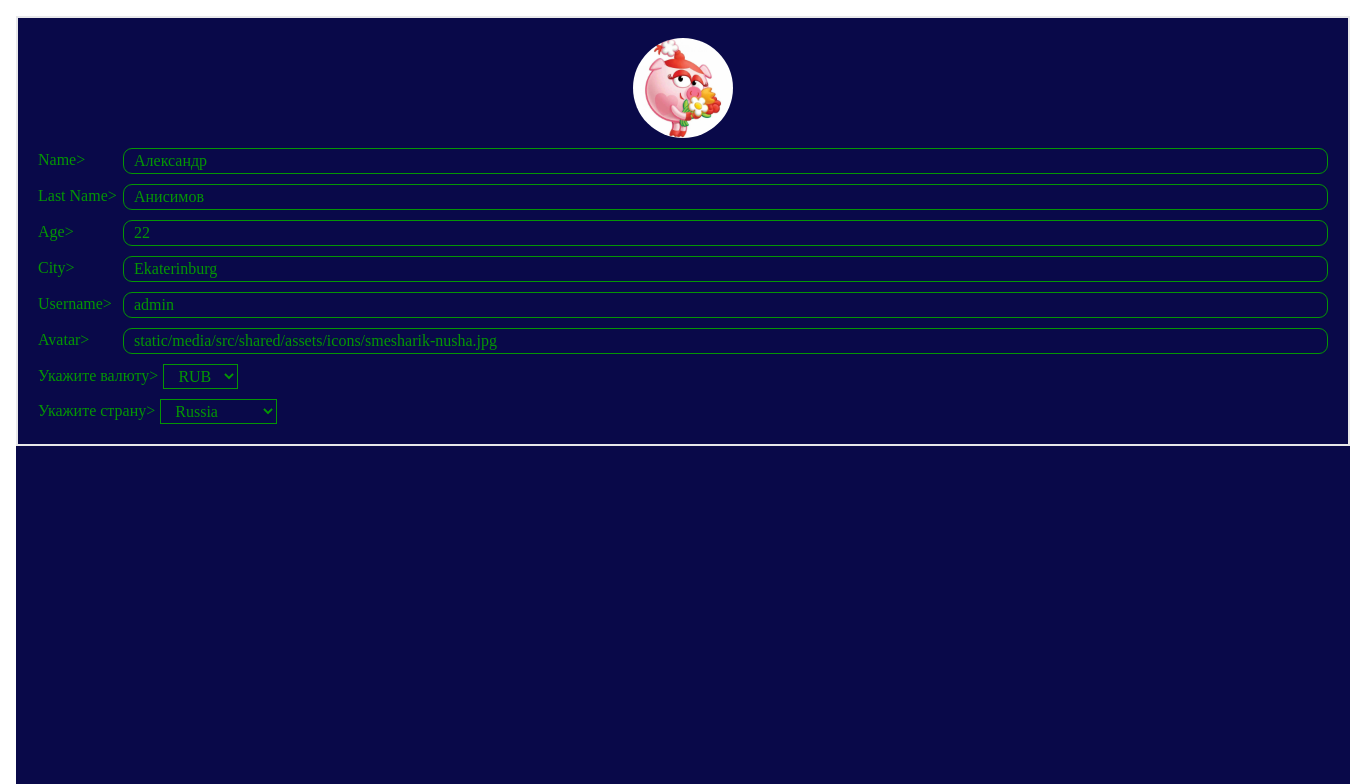 Name> Александр
Last Name> Анисимов
Age> 22
City> Ekaterinburg
Username> admin
Avatar> static/media/src/shared/assets/icons/smesharik-nusha.jpg
Укажите валюту> RUB
Укажите страну> Russia